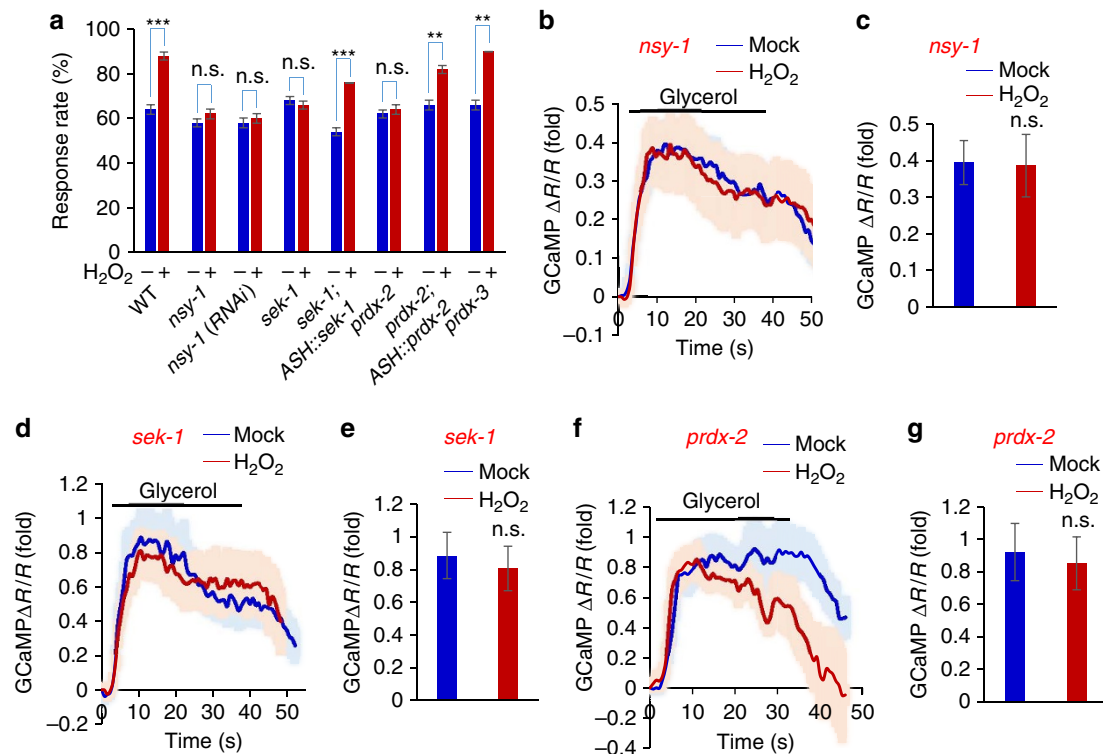 a
Response rate (%)
100
80
60
40
20
0
***
n.s.
n.s.
n.s.
***
n.s.
**
**
H₂O₂ – + – + – + – + – + – + – + – +
WT
nsy-1
nsy-1 (RNAi)
sek-1
sek-1;
ASH::sek-1
prdx-2
prdx-2;
ASH::prdx-2
prdx-3
b
nsy-1
Mock
H₂O₂
Glycerol
GCaMP ΔR/R (fold)
0.5
0.4
0.3
0.2
0.1
0
–0.1
0 10 20 30 40 50
Time (s)
c
nsy-1
Mock
H₂O₂
n.s.
GCaMP ΔR/R (fold)
0.5
0.4
0.3
0.2
0.1
0
d
sek-1
Mock
H₂O₂
Glycerol
GCaMPΔR/R (fold)
1.2
1
0.8
0.6
0.4
0.2
0
–0.2
0 10 20 30 40 50
Time (s)
e
sek-1
Mock
H₂O₂
n.s.
GCaMPΔR/R (fold)
1.2
1
0.8
0.6
0.4
0.2
0
f
prdx-2
Mock
H₂O₂
Glycerol
GCaMP ΔR/R (fold)
1.2
1
0.8
0.6
0.4
0.2
0
–0.2
–0.4
0 10 20 30 40 50
Time (s)
g
prdx-2
Mock
H₂O₂
n.s.
GCaMP ΔR/R (fold)
1.2
1
0.8
0.6
0.4
0.2
0